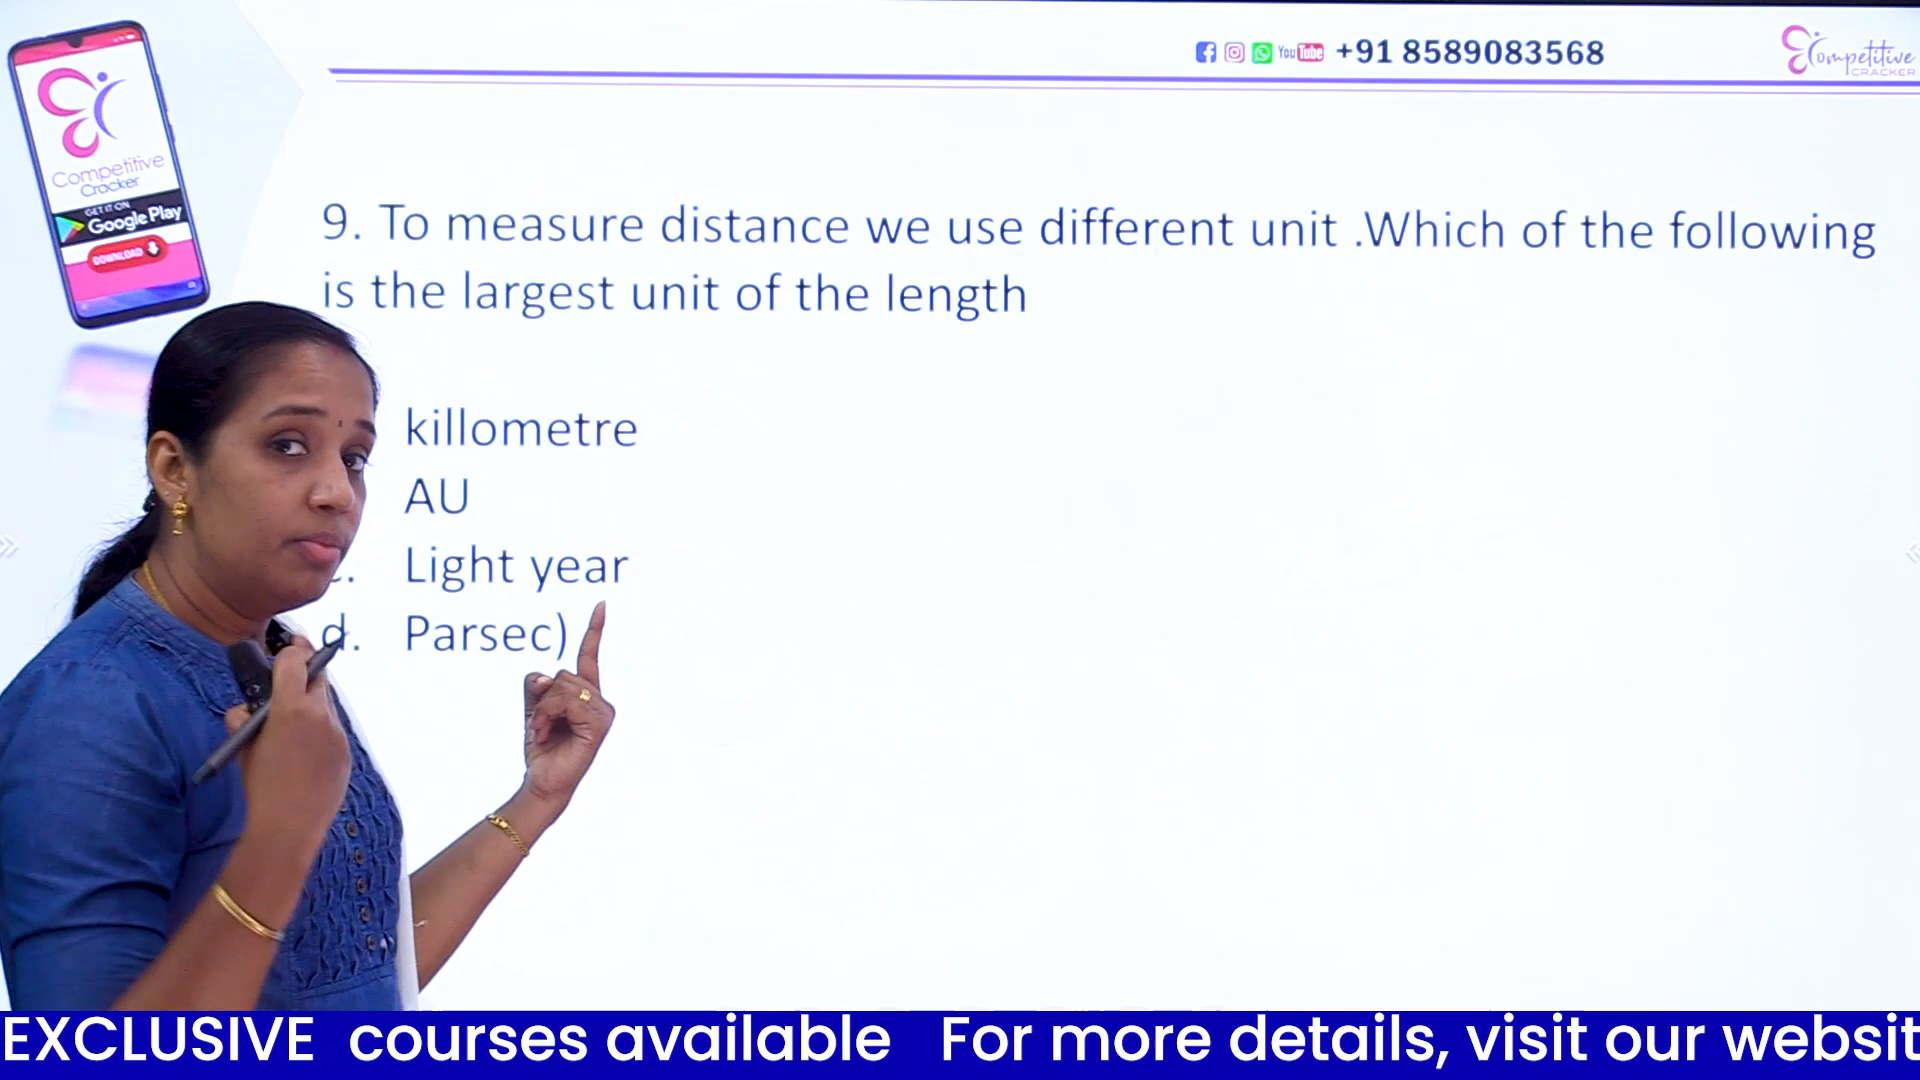 You Tube +91 8589083568
Competitive
CRACKER
Competitive
Cracker
GET IT ON
Google Play
DOWNLOAD
9. To measure distance we use different unit .Which of the following
is the largest unit of the length
killometre
AU
c. Light year
d. Parsec)
EXCLUSIVE courses available For more details, visit our websit